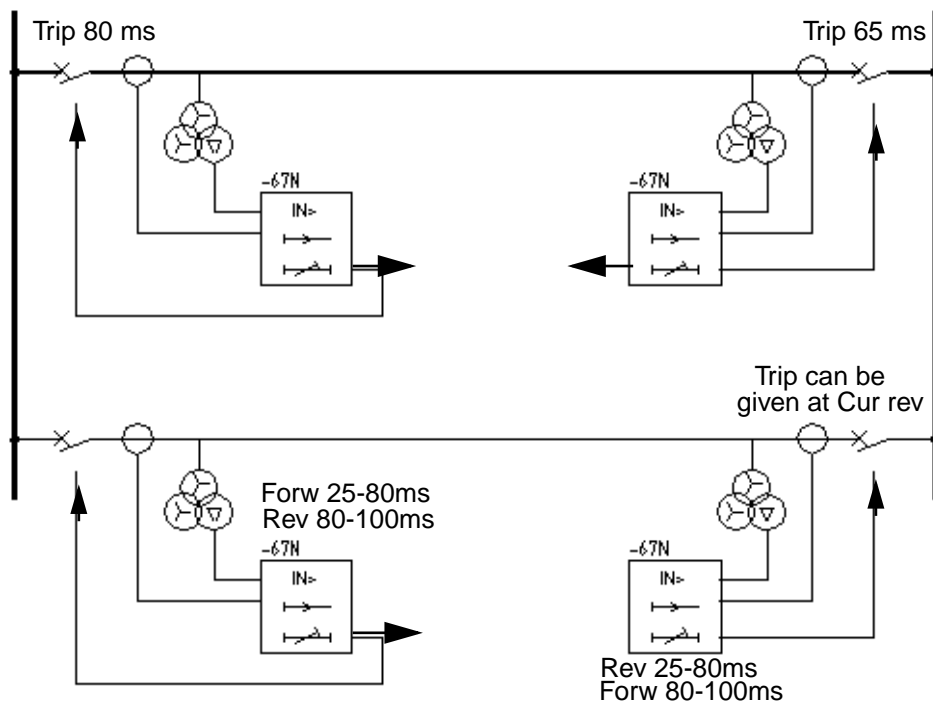 Trip 80 ms
Trip 65 ms
-67N
IN>
-67N
IN>
Trip can be
given at Cur rev
Forw 25-80ms
Rev 80-100ms
-67N
IN>
-67N
IN>
Rev 25-80ms
Forw 80-100ms